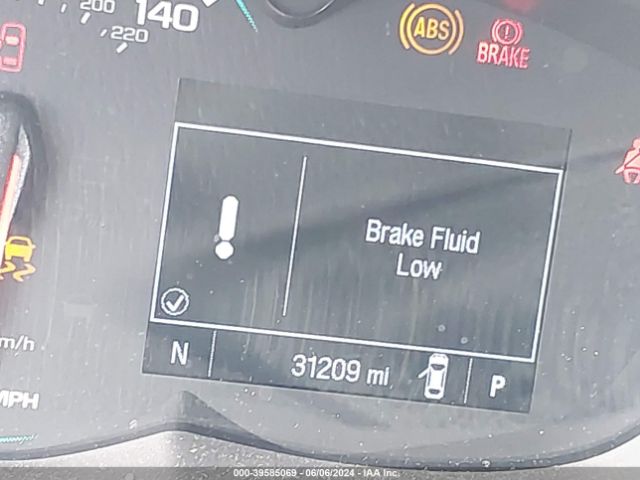 200
140
220
ABS
BRAKE
Brake Fluid
Low
m/h
N
31209 mi
P
MPH
000-39585069 - 06/06/2024 - IAA Inc.